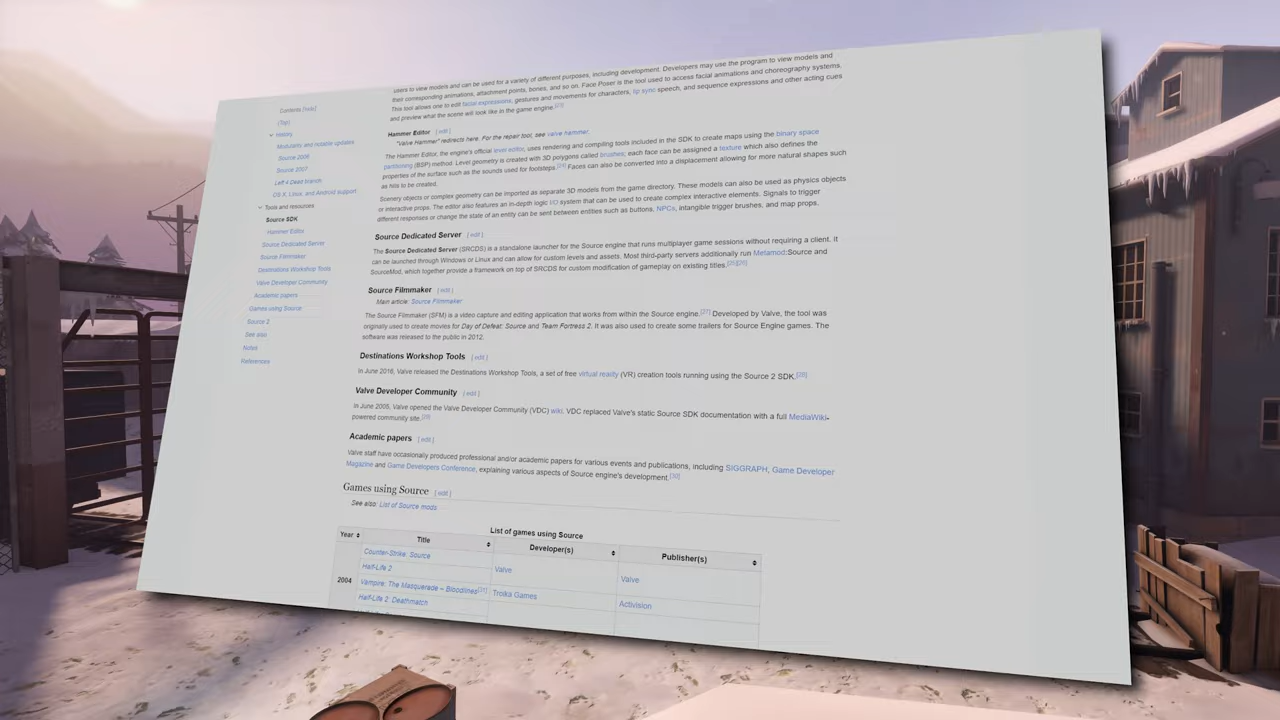 Contents [hide]
(Top)
History
Modularity and notable updates
Source 2006
Source 2007
Left 4 Dead branch
OS X, Linux, and Android support
Tools and resources
Source SDK
Hammer Editor
Source Dedicated Server
Source Filmmaker
Destinations Workshop Tools
Valve Developer Community
Academic papers
Games using Source
Source 2
See also
Notes
References
users to view models and can be used for a variety of different purposes, including development. Developers may use the program to view models and
their corresponding animations, attachment points, bones, and so on. Face Poser is the tool used to access facial animations and choreography systems.
This tool allows one to edit facial expressions, gestures and movements for characters, lip sync speech, and sequence expressions and other acting cues
and preview what the scene will look like in the game engine.[23]
Hammer Editor [ edit ]
"Valve Hammer" redirects here. For the repair tool, see valve hammer.
The Hammer Editor, the engine's official level editor, uses rendering and compiling tools included in the SDK to create maps using the binary space
partitioning (BSP) method. Level geometry is created with 3D polygons called brushes; each face can be assigned a texture which also defines the
properties of the surface such as the sounds used for footsteps.[24] Faces can also be converted into a displacement allowing for more natural shapes such
as hills to be created.
Scenery objects or complex geometry can be imported as separate 3D models from the game directory. These models can also be used as physics objects
or interactive props. The editor also features an in-depth logic I/O system that can be used to create complex interactive elements. Signals to trigger
different responses or change the state of an entity can be sent between entities such as buttons, NPCs, intangible trigger brushes, and map props.
Source Dedicated Server [ edit ]
The Source Dedicated Server (SRCDS) is a standalone launcher for the Source engine that runs multiplayer game sessions without requiring a client. It
can be launched through Windows or Linux and can allow for custom levels and assets. Most third-party servers additionally run Metamod:Source and
SourceMod, which together provide a framework on top of SRCDS for custom modification of gameplay on existing titles.[25][26]
Source Filmmaker [ edit ]
Main article: Source Filmmaker
The Source Filmmaker (SFM) is a video capture and editing application that works from within the Source engine.[27] Developed by Valve, the tool was
originally used to create movies for Day of Defeat: Source and Team Fortress 2. It was also used to create some trailers for Source Engine games. The
software was released to the public in 2012.
Destinations Workshop Tools [ edit ]
In June 2016, Valve released the Destinations Workshop Tools, a set of free virtual reality (VR) creation tools running using the Source 2 SDK.[28]
Valve Developer Community [ edit ]
In June 2005, Valve opened the Valve Developer Community (VDC) wiki. VDC replaced Valve's static Source SDK documentation with a full MediaWiki-
powered community site.[29]
Academic papers [ edit ]
Valve staff have occasionally produced professional and/or academic papers for various events and publications, including SIGGRAPH, Game Developer
Magazine and Game Developers Conference, explaining various aspects of Source engine's development.[30]
Games using Source [ edit ]
See also: List of Source mods
List of games using Source
Year Title Developer(s) Publisher(s)
Counter-Strike: Source
Half-Life 2 Valve Valve
2004 Vampire: The Masquerade – Bloodlines[31] Troika Games Activision
Half-Life 2: Deathmatch